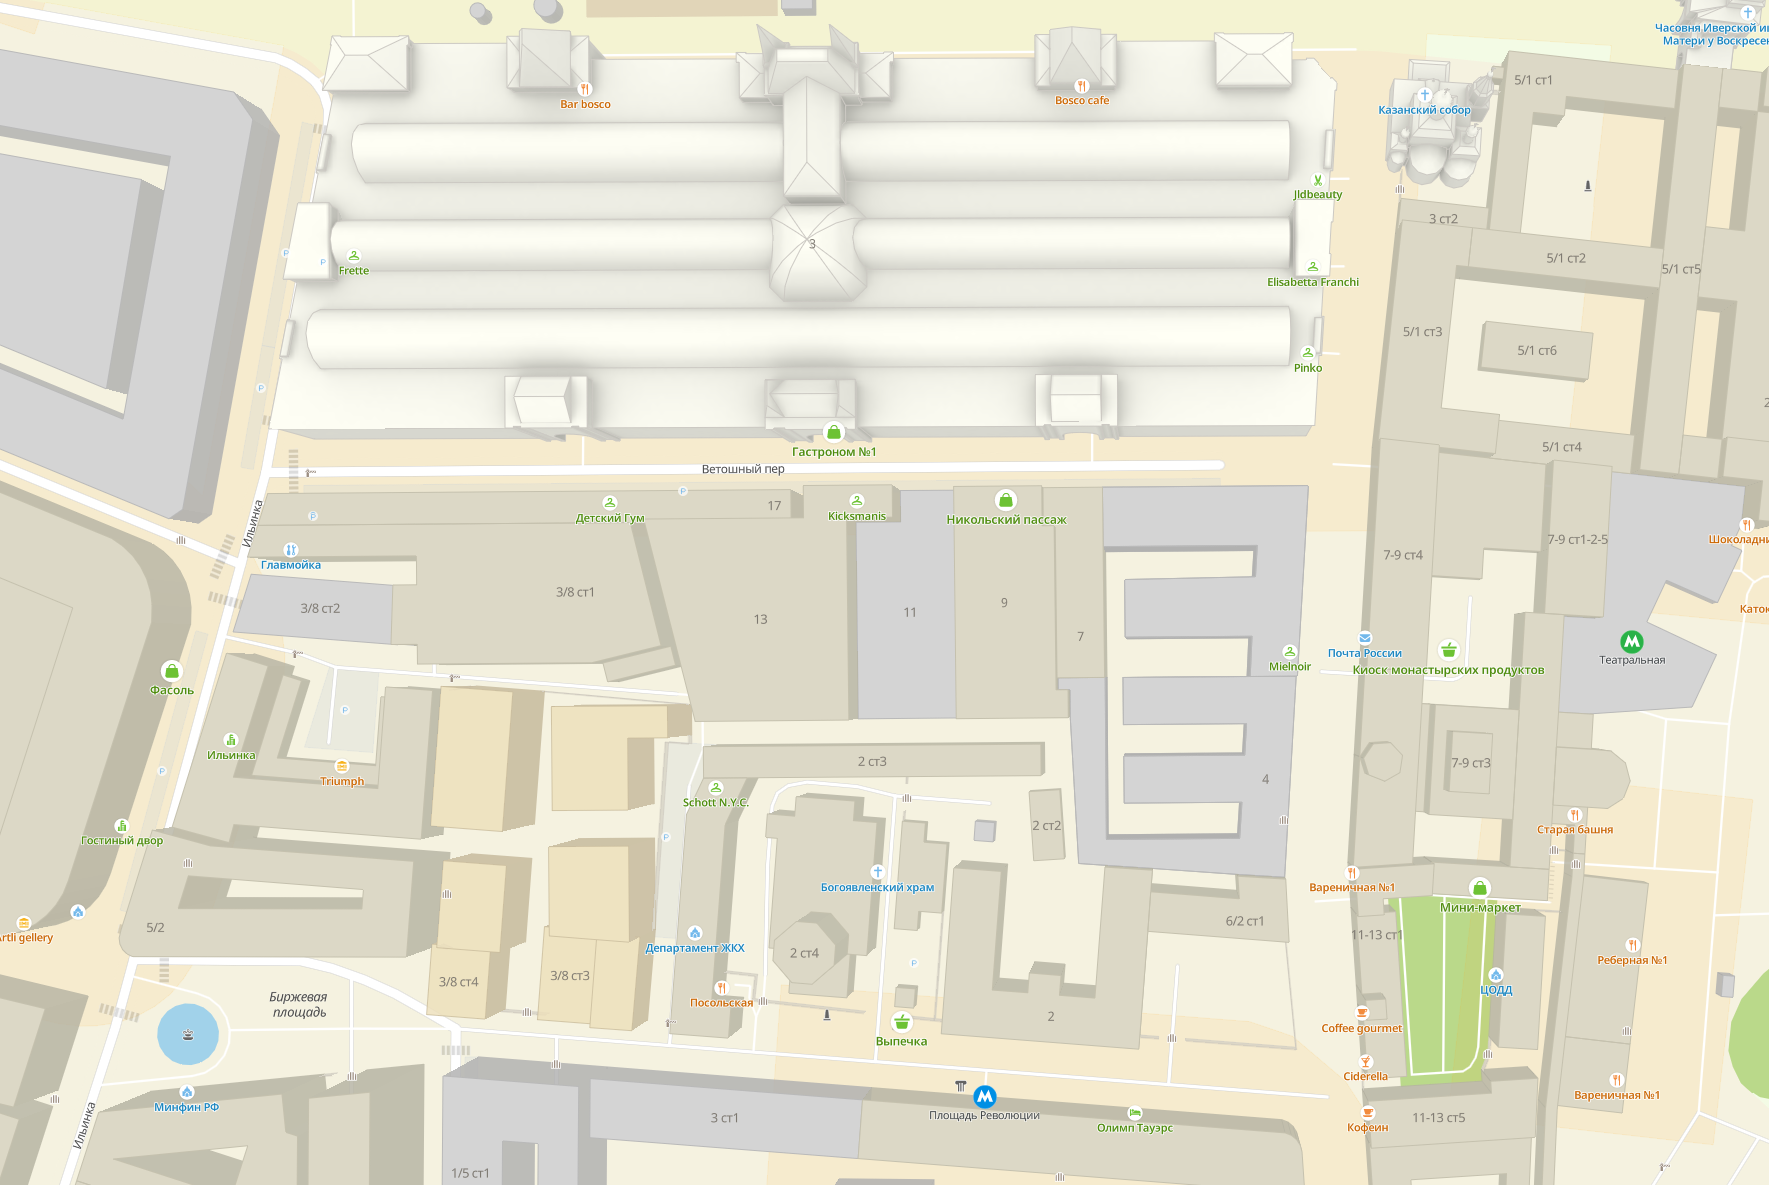 Часовня Иверской и
Матери у Воскресен
5/1 ст1
Bar bosco
Bosco cafe
Казанский собор
Jldbeauty
3 ст2
3
5/1 ст2
5/1 ст5
P
P
Frette
Elisabetta Franchi
5/1 ст3
5/1 ст6
Pinko
P
2
Гастроном №1
5/1 ст4
Ветошный пер
P
17
Детский Гум
Kicksmanis
Никольский пассаж
P
Ильинка
Шоколадни
7-9 ст1-2-5
7-9 ст4
Главмойка
3/8 ст1
3/8 ст2
9
11
13
Каток
7
Почта России
Театральная
Mielnoir
Киоск монастырских продуктов
Фасоль
P
Ильинка
2 ст3
7-9 ст3
P
Triumph
4
Schott N.Y.C.
2 ст2
Старая башня
P
Гостиный двор
Богоявленский храм
Вареничная №1
Мини-маркет
6/2 ст1
5/2
11-13 ст1
Artli gellery
Департамент ЖКХ
2 ст4
P
Реберная №1
3/8 ст4
3/8 ст3
ЦОДД
Биржевая
площадь
Посольская
2
Coffee gourmet
Выпечка
Ciderella
Вареничная №1
Минфин РФ
Площадь Революции
3 ст1
11-13 ст5
Олимп Тауэрс
Кофеин
Ильинка
1/5 ст1